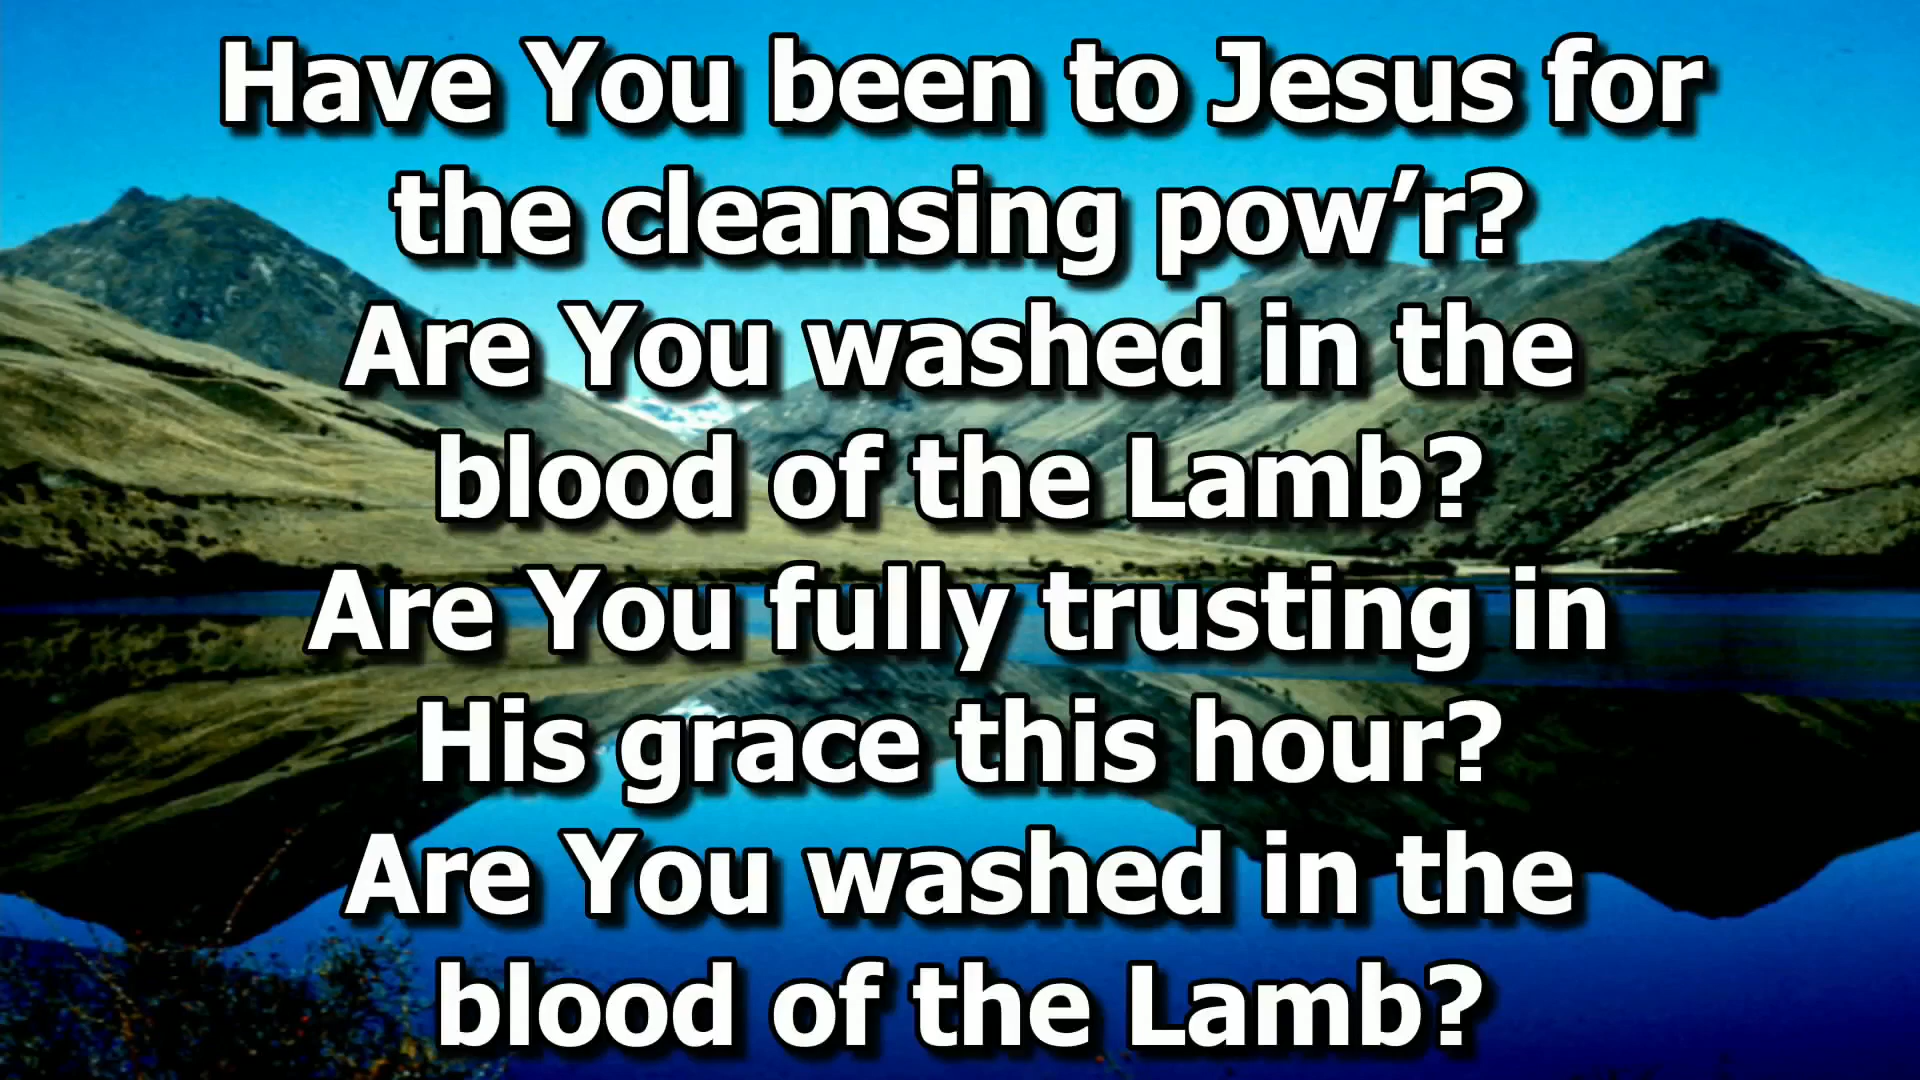 Have You been to Jesus for
the cleansing pow’r?
Are You washed in the
blood of the Lamb?
Are You fully trusting in
His grace this hour?
Are You washed in the
blood of the Lamb?